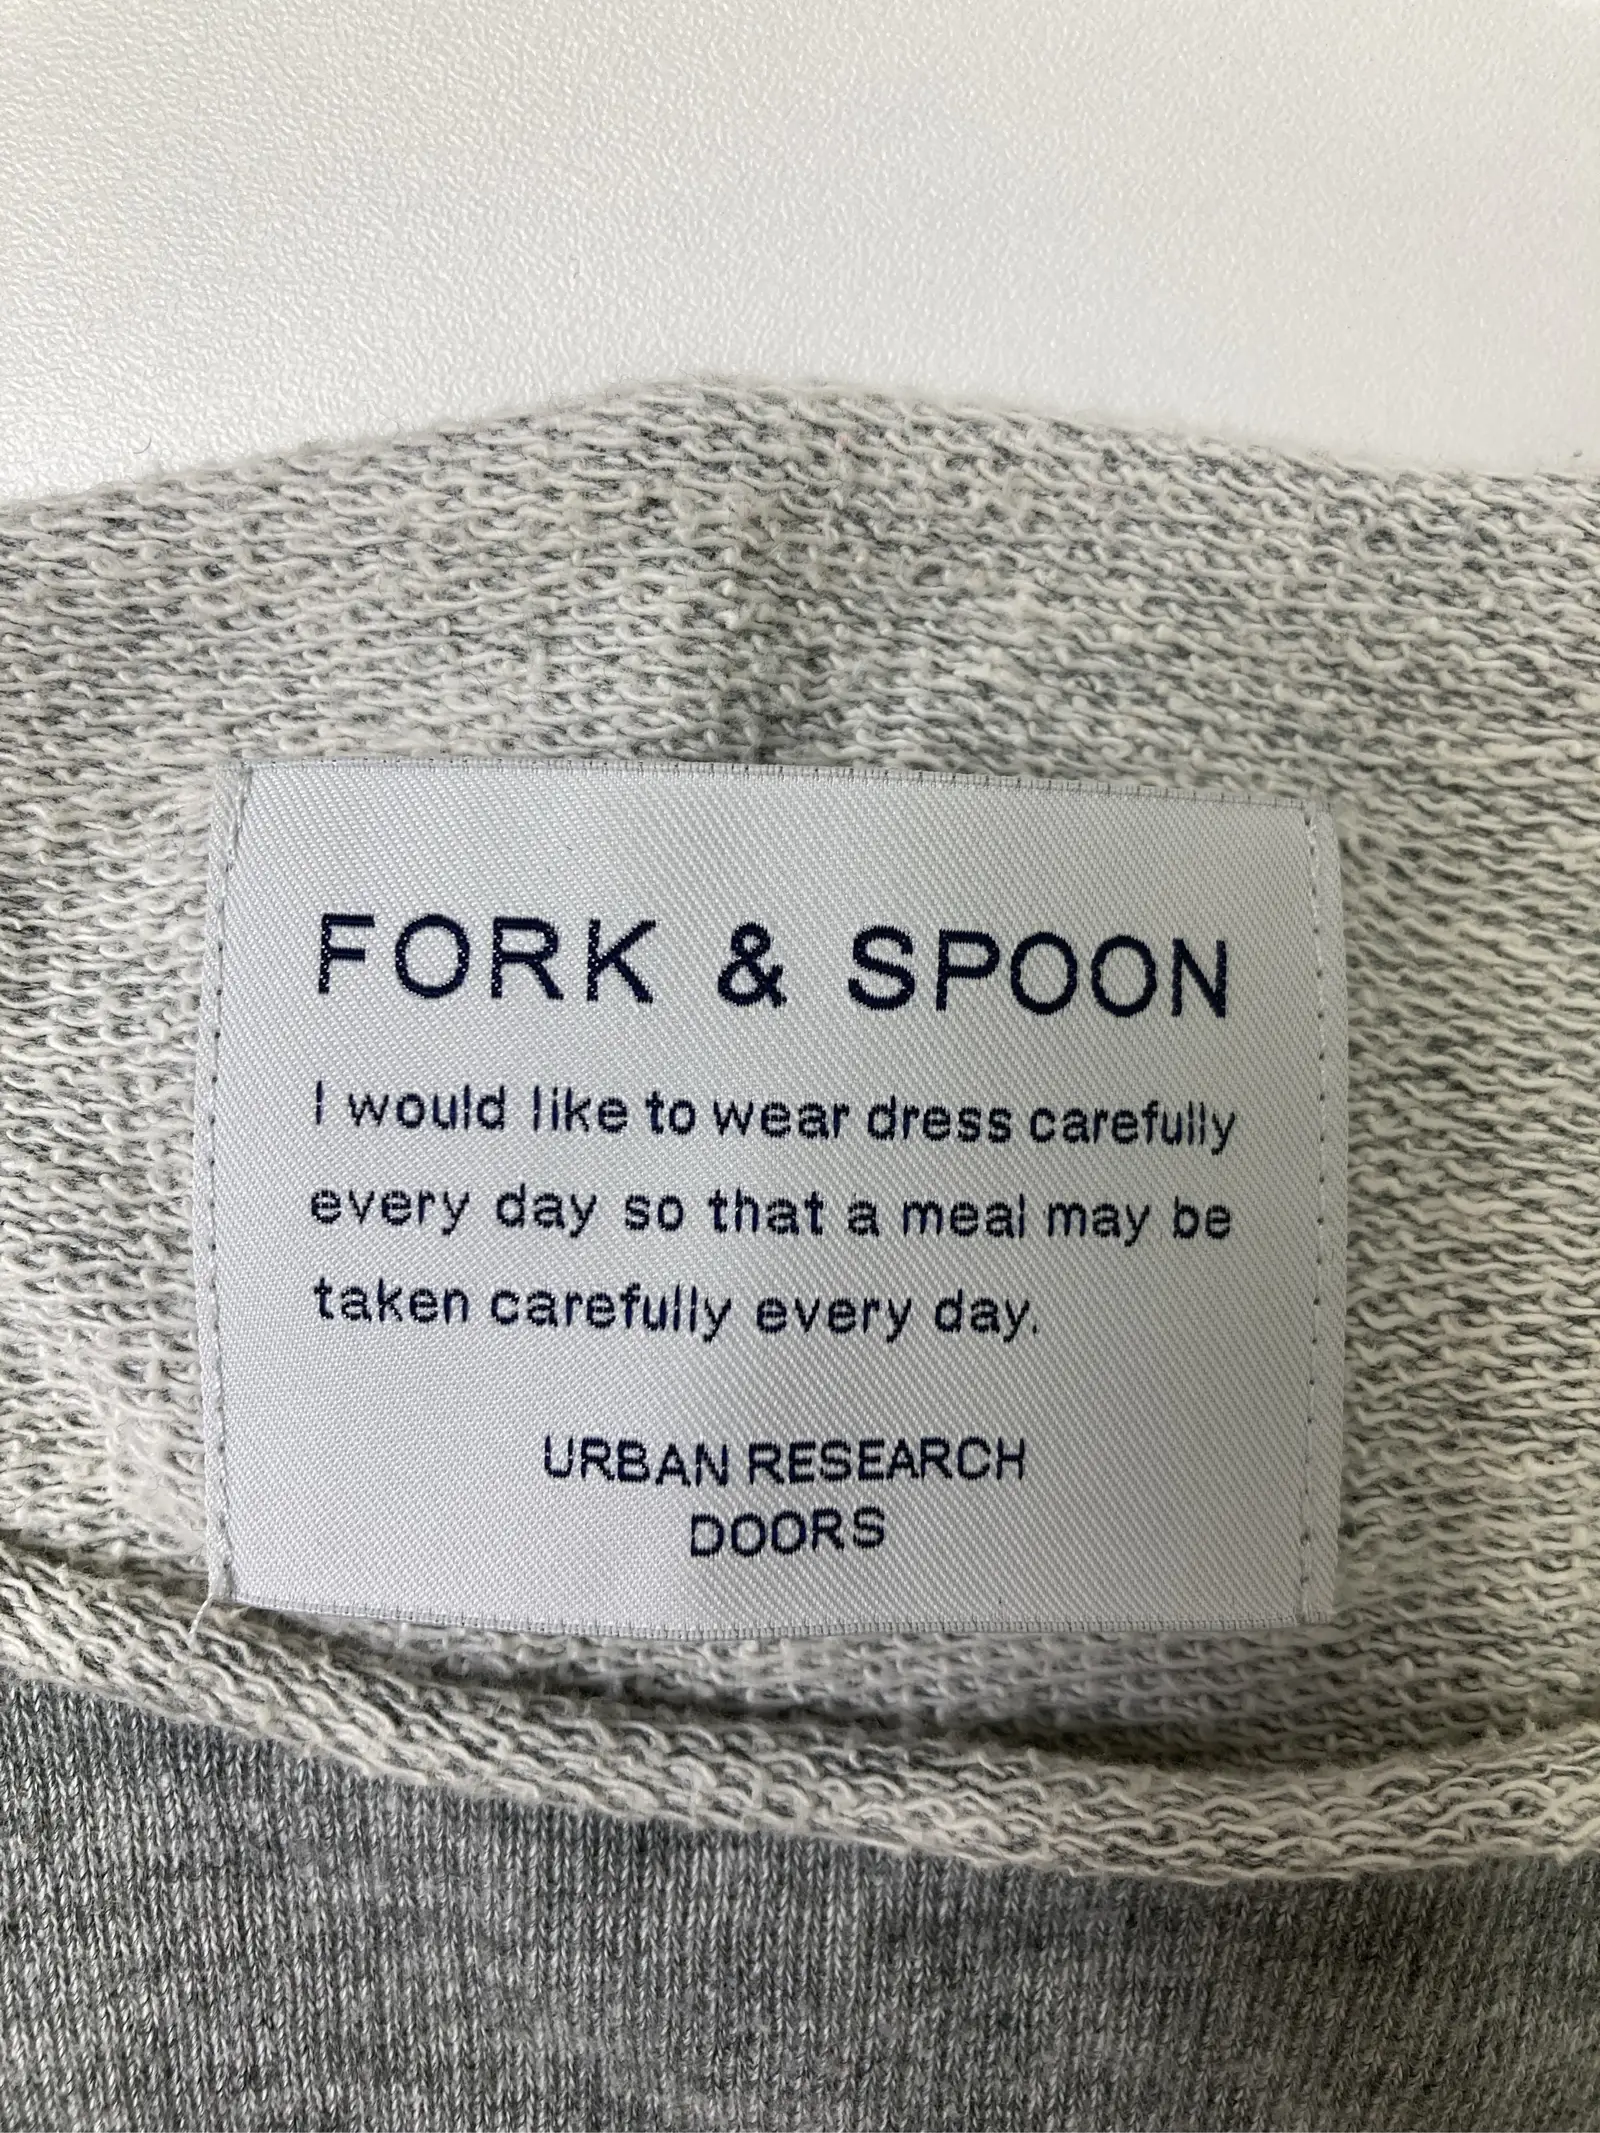 FORK & SPOON
I would like to wear dress carefully
every day so that a meal may be
taken carefully every day.
URBAN RESEARCH
DOORS